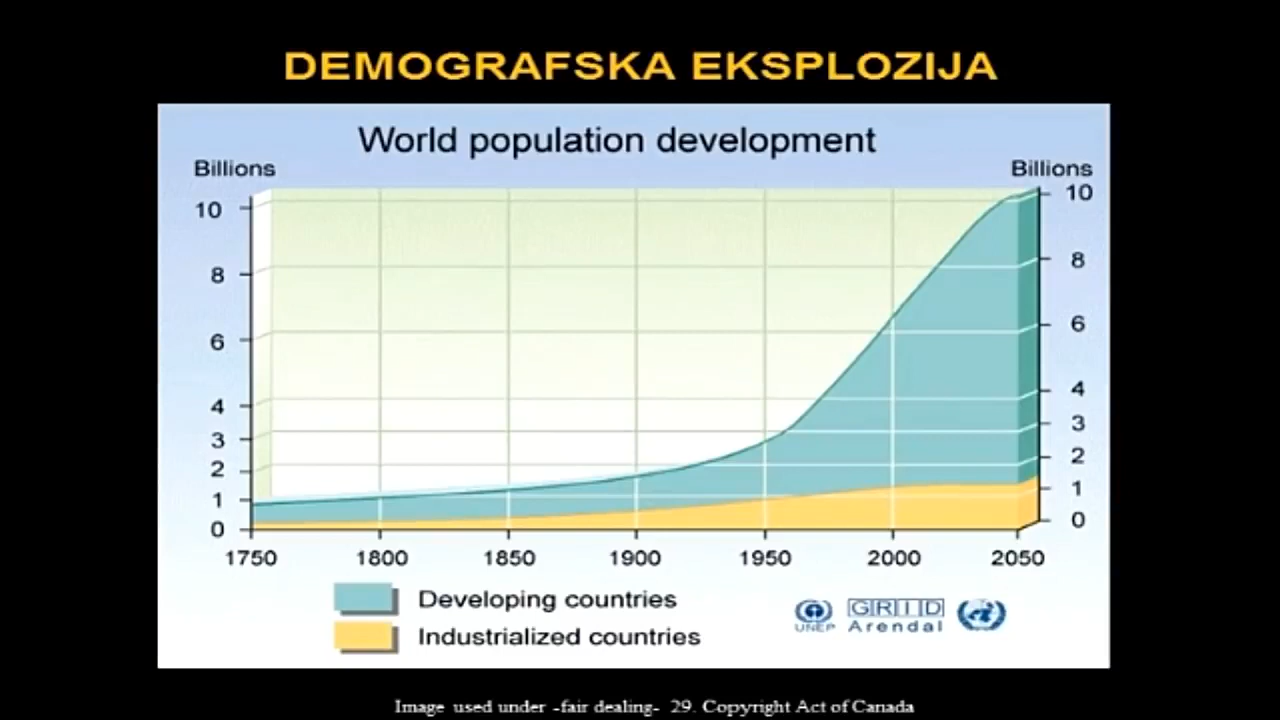 DEMOGRAFSKA EKSPLOZIJA
World population development
Billions
Billions
10
10
8
8
6
6
4
4
3
3
2
2
1
1
0
0
1750 1800 1850 1900 1950 2000 2050
Developing countries
Industrialized countries
UNEP
GRID
Arendal
Image used under -fair dealing- 29. Copyright Act of Canada